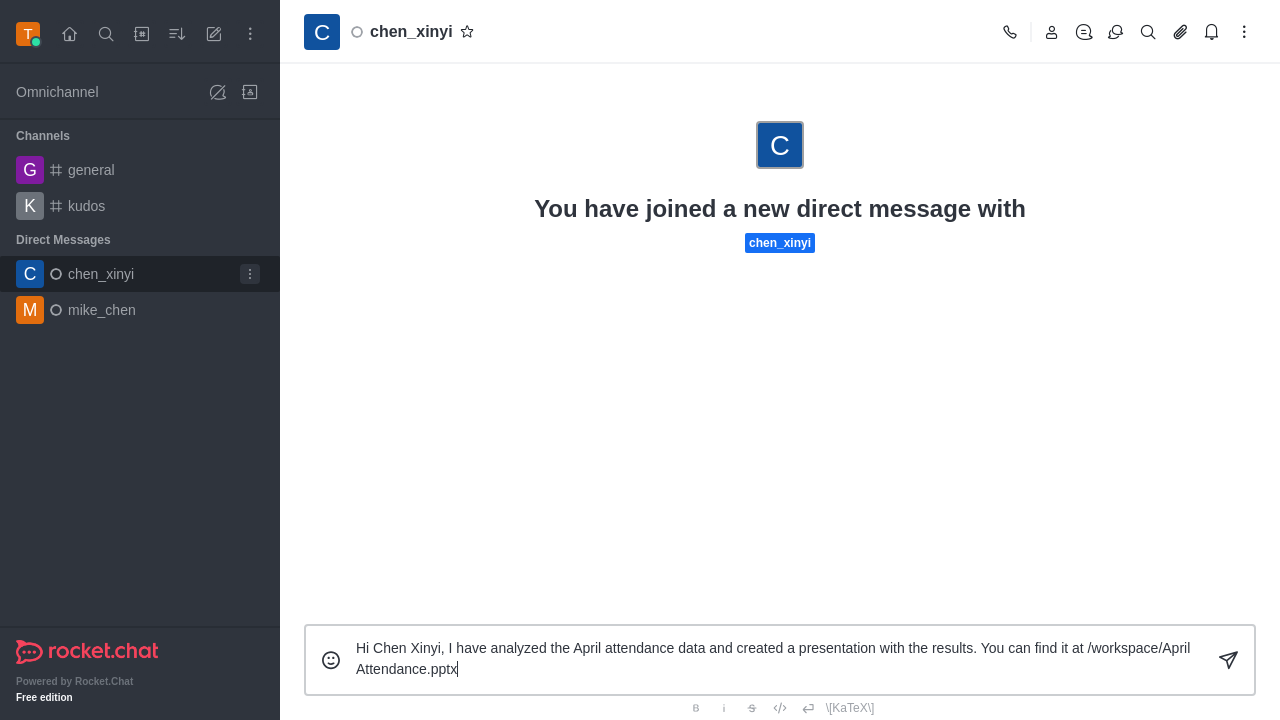 T
C
chen_xinyi
Omnichannel
Channels
G
general
K
kudos
Direct Messages
C
chen_xinyi
M
mike_chen
C
You have joined a new direct message with
chen_xinyi
Hi Chen Xinyi, I have analyzed the April attendance data and created a presentation with the results. You can find it at /workspace/April
Attendance.pptx
rocket.chat
Powered by Rocket.Chat
Free edition
B i S \[KaTeX\]